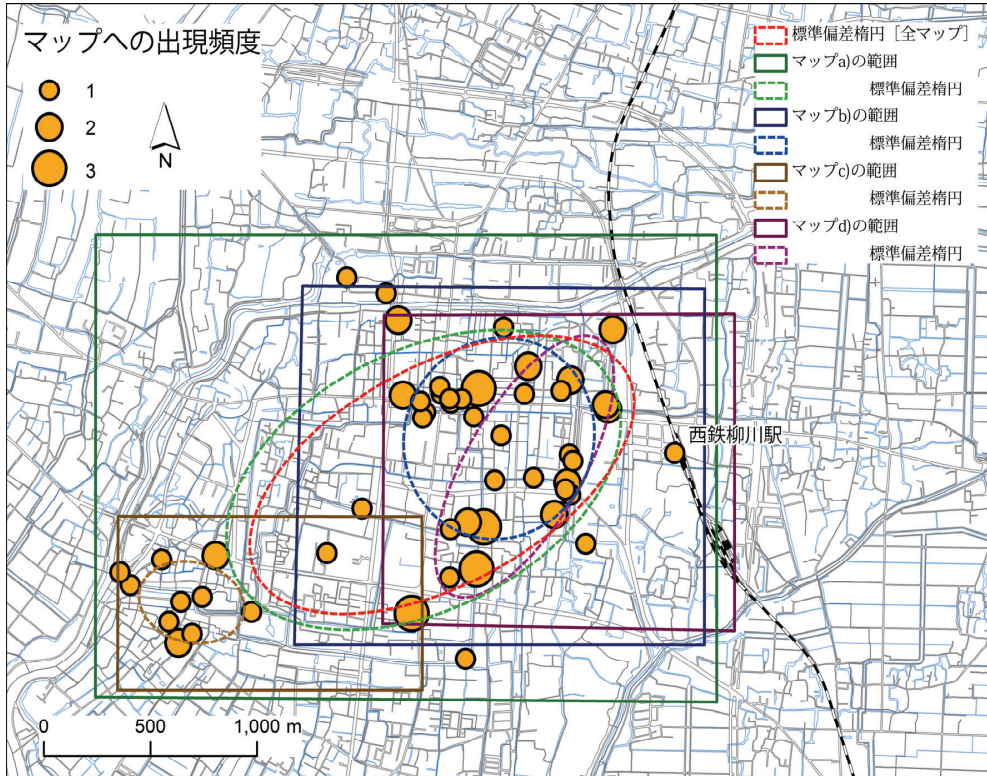 マップへの出現頻度
1
2
3
N
標準偏差楕円［全マップ］
マップa)の範囲
標準偏差楕円
マップb)の範囲
標準偏差楕円
マップc)の範囲
標準偏差楕円
マップd)の範囲
標準偏差楕円
西鉄柳川駅
0 500 1,000 m